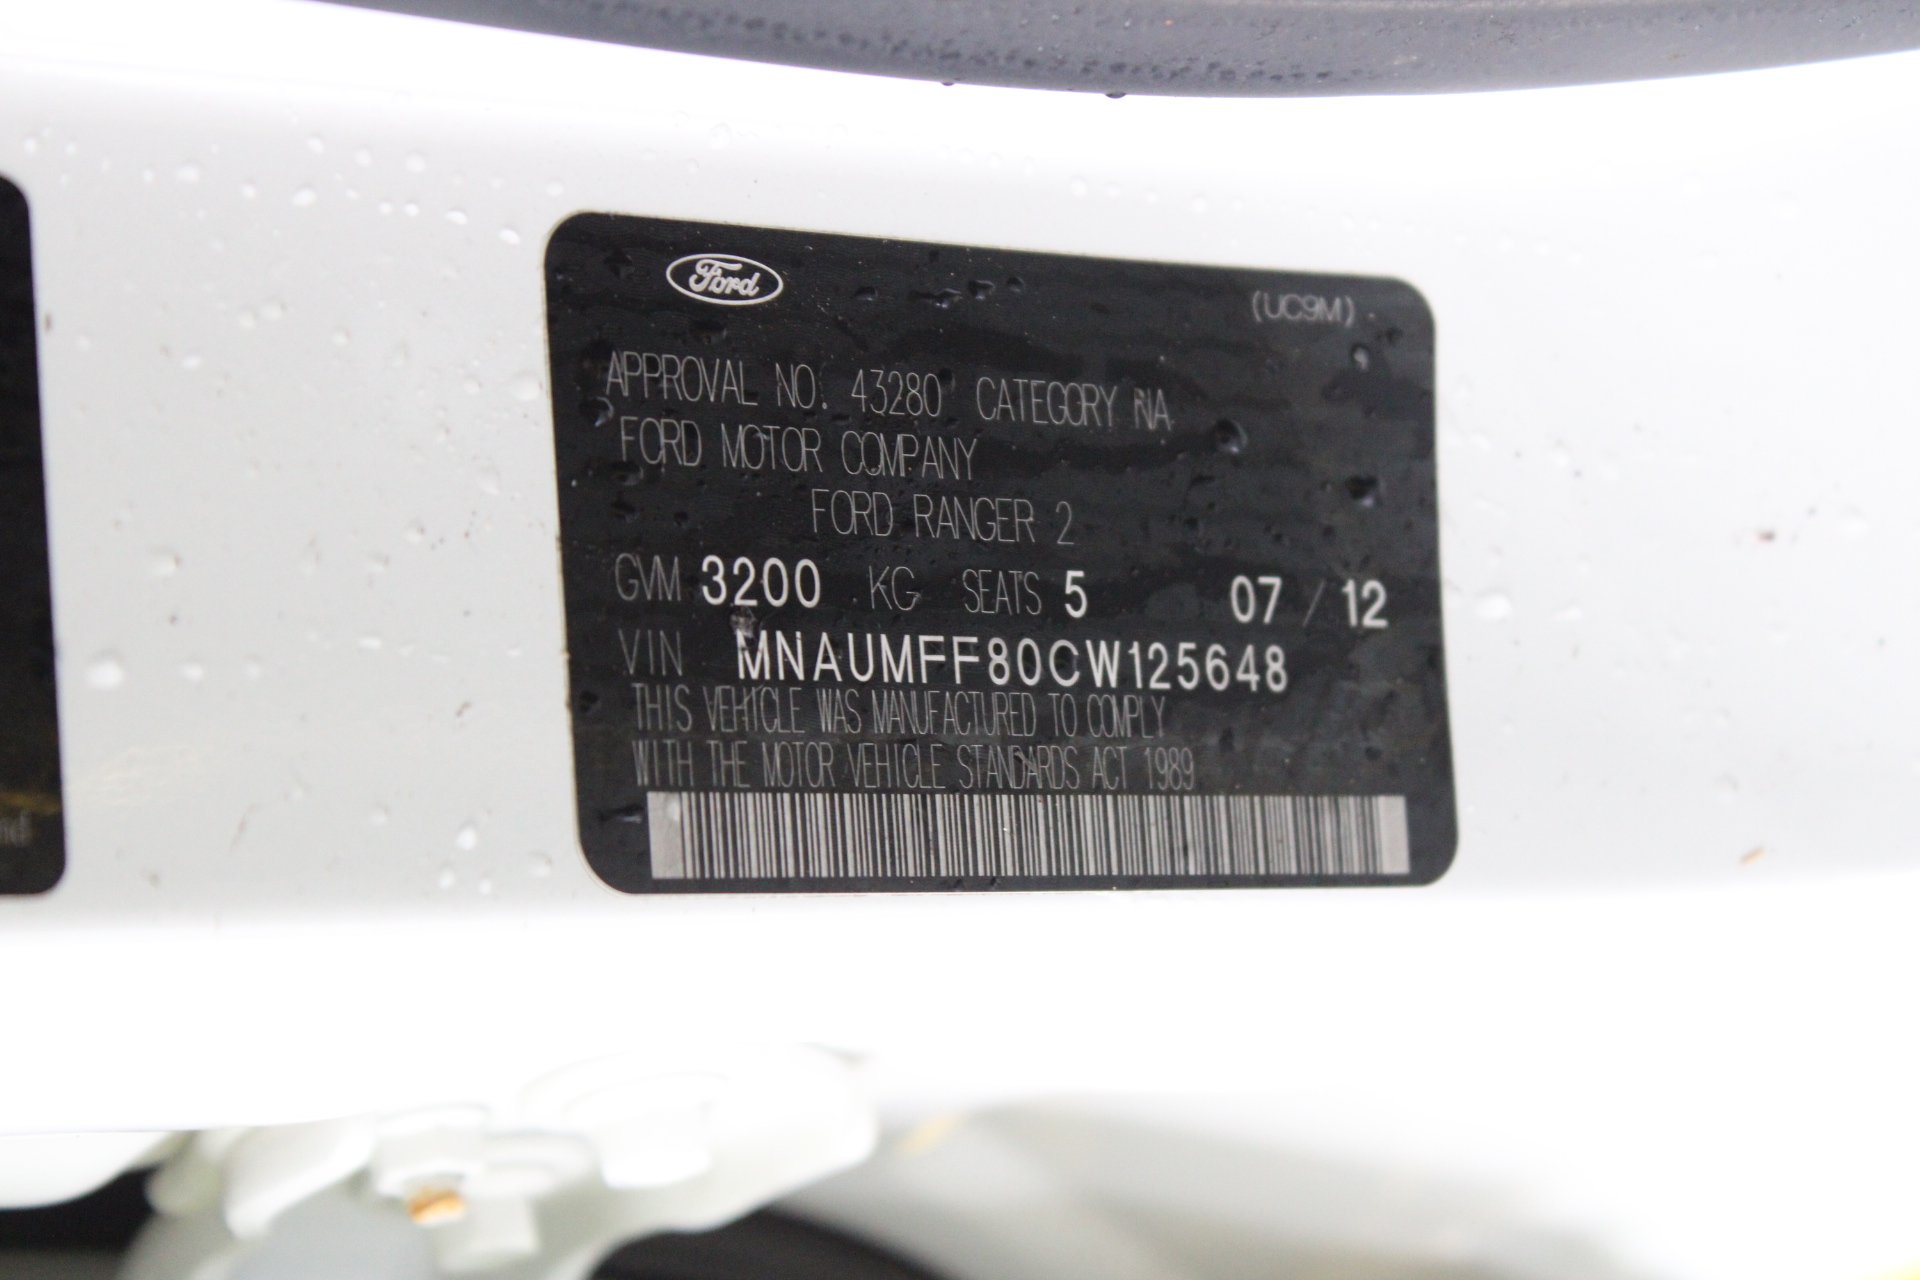 Ford
(UC9M)
APPROVAL NO. 43280 CATEGORY NA
FORD MOTOR COMPANY
FORD RANGER 2
GVM 3200 KG SEATS 5 07 / 12
VIN MNAUMFF80CW125648
THIS VEHICLE WAS MANUFACTURED TO COMPLY
WITH THE MOTOR VEHICLE STANDARDS ACT 1989